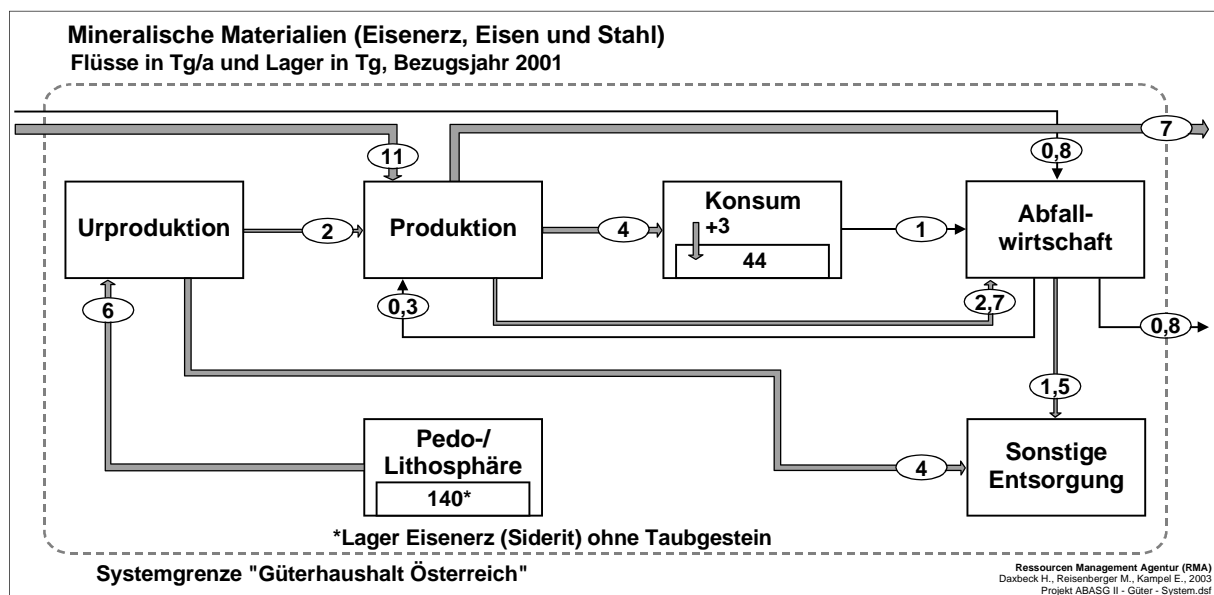 Mineralische Materialien (Eisenerz, Eisen und Stahl)
Flüsse in Tg/a und Lager in Tg, Bezugsjahr 2001
7
11
0,8
Urproduktion
2
Produktion
4
Konsum
+3
44
1
Abfall-
wirtschaft
6
0,3
2,7
0,8
1,5
Pedo-/
Lithosphäre
140*
4
Sonstige
Entsorgung
*Lager Eisenerz (Siderit) ohne Taubgestein
Systemgrenze "Güterhaushalt Österreich"
Ressourcen Management Agentur (RMA)
Daxbeck H., Reisenberger M., Kampel E., 2003
Projekt ABASG II - Güter - System.dsf